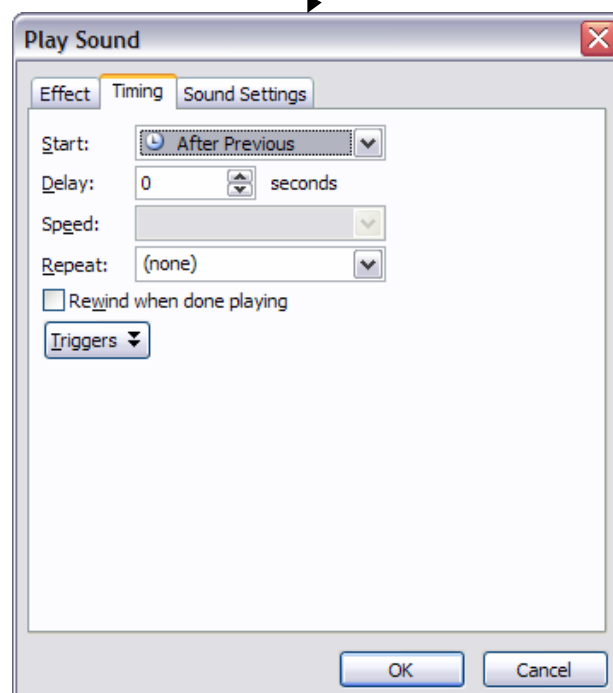 Play Sound
Effect Timing Sound Settings
Start: After Previous
Delay: 0 seconds
Speed:
Repeat: (none)
Rewind when done playing
Triggers
OK Cancel